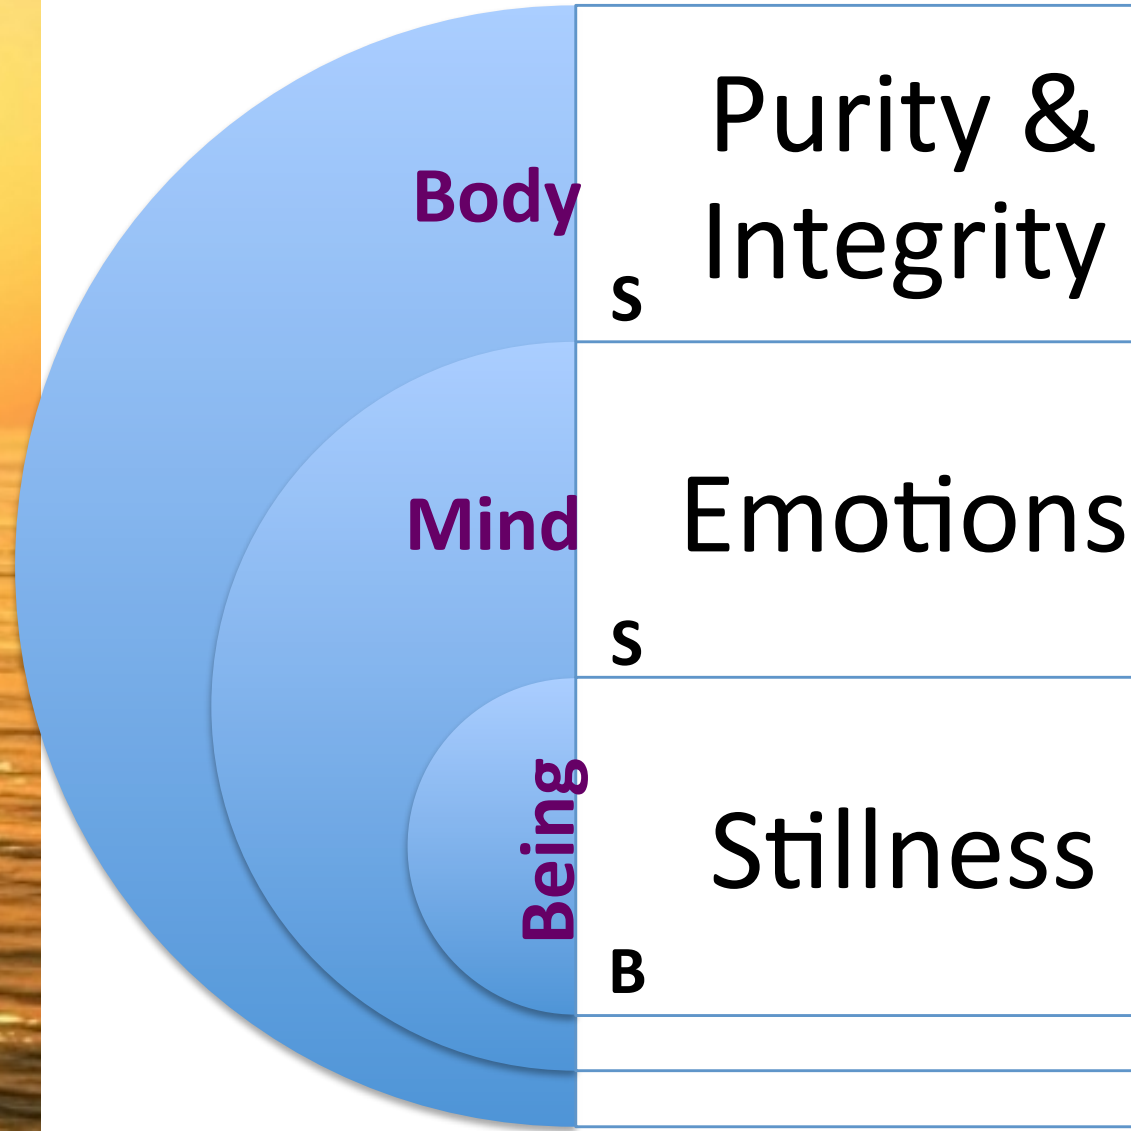 Body
Purity &
Integrity
S
Mind
Emotions
S
Being
Stillness
B